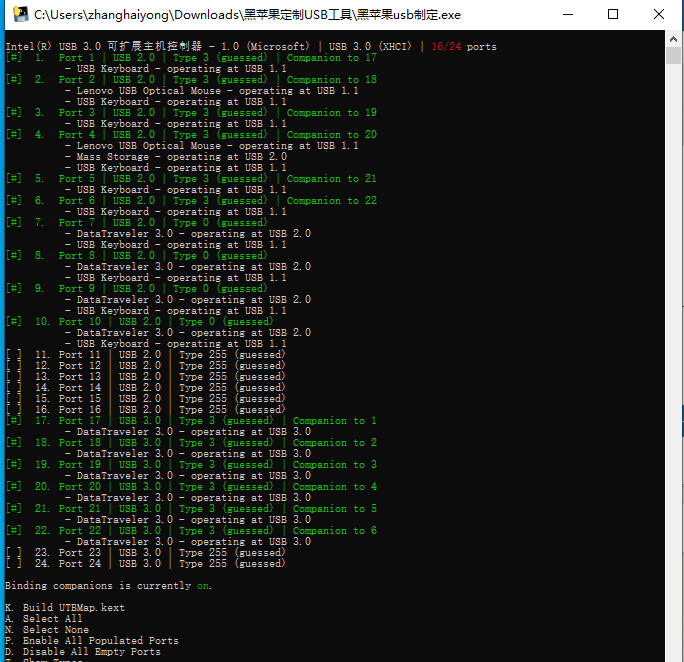 C:\Users\zhanghaiyong\Downloads\黑苹果定制USB工具\黑苹果usb制定.exe
Intel(R) USB 3.0 可扩展主机控制器 - 1.0 (Microsoft) | USB 3.0 (XHCI) | 16/24 ports
[#] 1. Port 1 | USB 2.0 | Type 3 (guessed) | Companion to 17
- USB Keyboard - operating at USB 1.1
[#] 2. Port 2 | USB 2.0 | Type 3 (guessed) | Companion to 18
- Lenovo USB Optical Mouse - operating at USB 1.1
- USB Keyboard - operating at USB 1.1
[#] 3. Port 3 | USB 2.0 | Type 3 (guessed) | Companion to 19
- USB Keyboard - operating at USB 1.1
[#] 4. Port 4 | USB 2.0 | Type 3 (guessed) | Companion to 20
- Lenovo USB Optical Mouse - operating at USB 1.1
- Mass Storage - operating at USB 2.0
- USB Keyboard - operating at USB 1.1
[#] 5. Port 5 | USB 2.0 | Type 3 (guessed) | Companion to 21
- USB Keyboard - operating at USB 1.1
[#] 6. Port 6 | USB 2.0 | Type 3 (guessed) | Companion to 22
- USB Keyboard - operating at USB 1.1
[#] 7. Port 7 | USB 2.0 | Type 0 (guessed)
- DataTraveler 3.0 - operating at USB 2.0
- USB Keyboard - operating at USB 1.1
[#] 8. Port 8 | USB 2.0 | Type 0 (guessed)
- DataTraveler 3.0 - operating at USB 2.0
- USB Keyboard - operating at USB 1.1
[#] 9. Port 9 | USB 2.0 | Type 0 (guessed)
- DataTraveler 3.0 - operating at USB 2.0
- USB Keyboard - operating at USB 1.1
[#] 10. Port 10 | USB 2.0 | Type 0 (guessed)
- DataTraveler 3.0 - operating at USB 2.0
- USB Keyboard - operating at USB 1.1
[ ] 11. Port 11 | USB 2.0 | Type 255 (guessed)
[ ] 12. Port 12 | USB 2.0 | Type 255 (guessed)
[ ] 13. Port 13 | USB 2.0 | Type 255 (guessed)
[ ] 14. Port 14 | USB 2.0 | Type 255 (guessed)
[ ] 15. Port 15 | USB 2.0 | Type 255 (guessed)
[ ] 16. Port 16 | USB 2.0 | Type 255 (guessed)
[#] 17. Port 17 | USB 3.0 | Type 3 (guessed) | Companion to 1
- DataTraveler 3.0 - operating at USB 3.0
[#] 18. Port 18 | USB 3.0 | Type 3 (guessed) | Companion to 2
- DataTraveler 3.0 - operating at USB 3.0
[#] 19. Port 19 | USB 3.0 | Type 3 (guessed) | Companion to 3
- DataTraveler 3.0 - operating at USB 3.0
[#] 20. Port 20 | USB 3.0 | Type 3 (guessed) | Companion to 4
- DataTraveler 3.0 - operating at USB 3.0
[#] 21. Port 21 | USB 3.0 | Type 3 (guessed) | Companion to 5
- DataTraveler 3.0 - operating at USB 3.0
[#] 22. Port 22 | USB 3.0 | Type 3 (guessed) | Companion to 6
- DataTraveler 3.0 - operating at USB 3.0
[ ] 23. Port 23 | USB 3.0 | Type 255 (guessed)
[ ] 24. Port 24 | USB 3.0 | Type 255 (guessed)
Binding companions is currently on.
K. Build UTBMap.kext
A. Select All
N. Select None
P. Enable All Populated Ports
D. Disable All Empty Ports